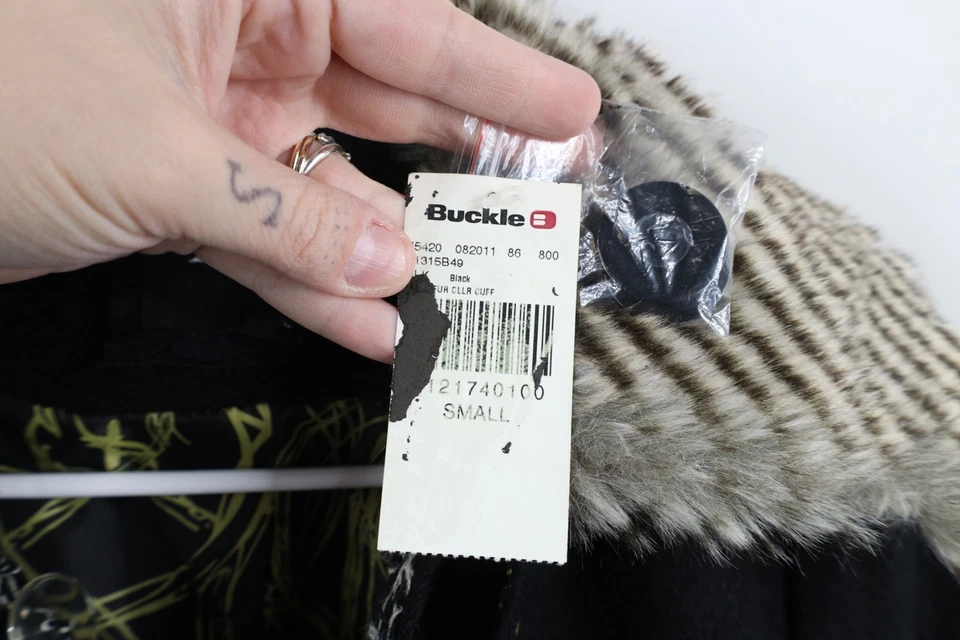 Buckle B
5420 082011 86 800
1315B49
Black
FUR CLLR CUFF
121740100
SMALL
S